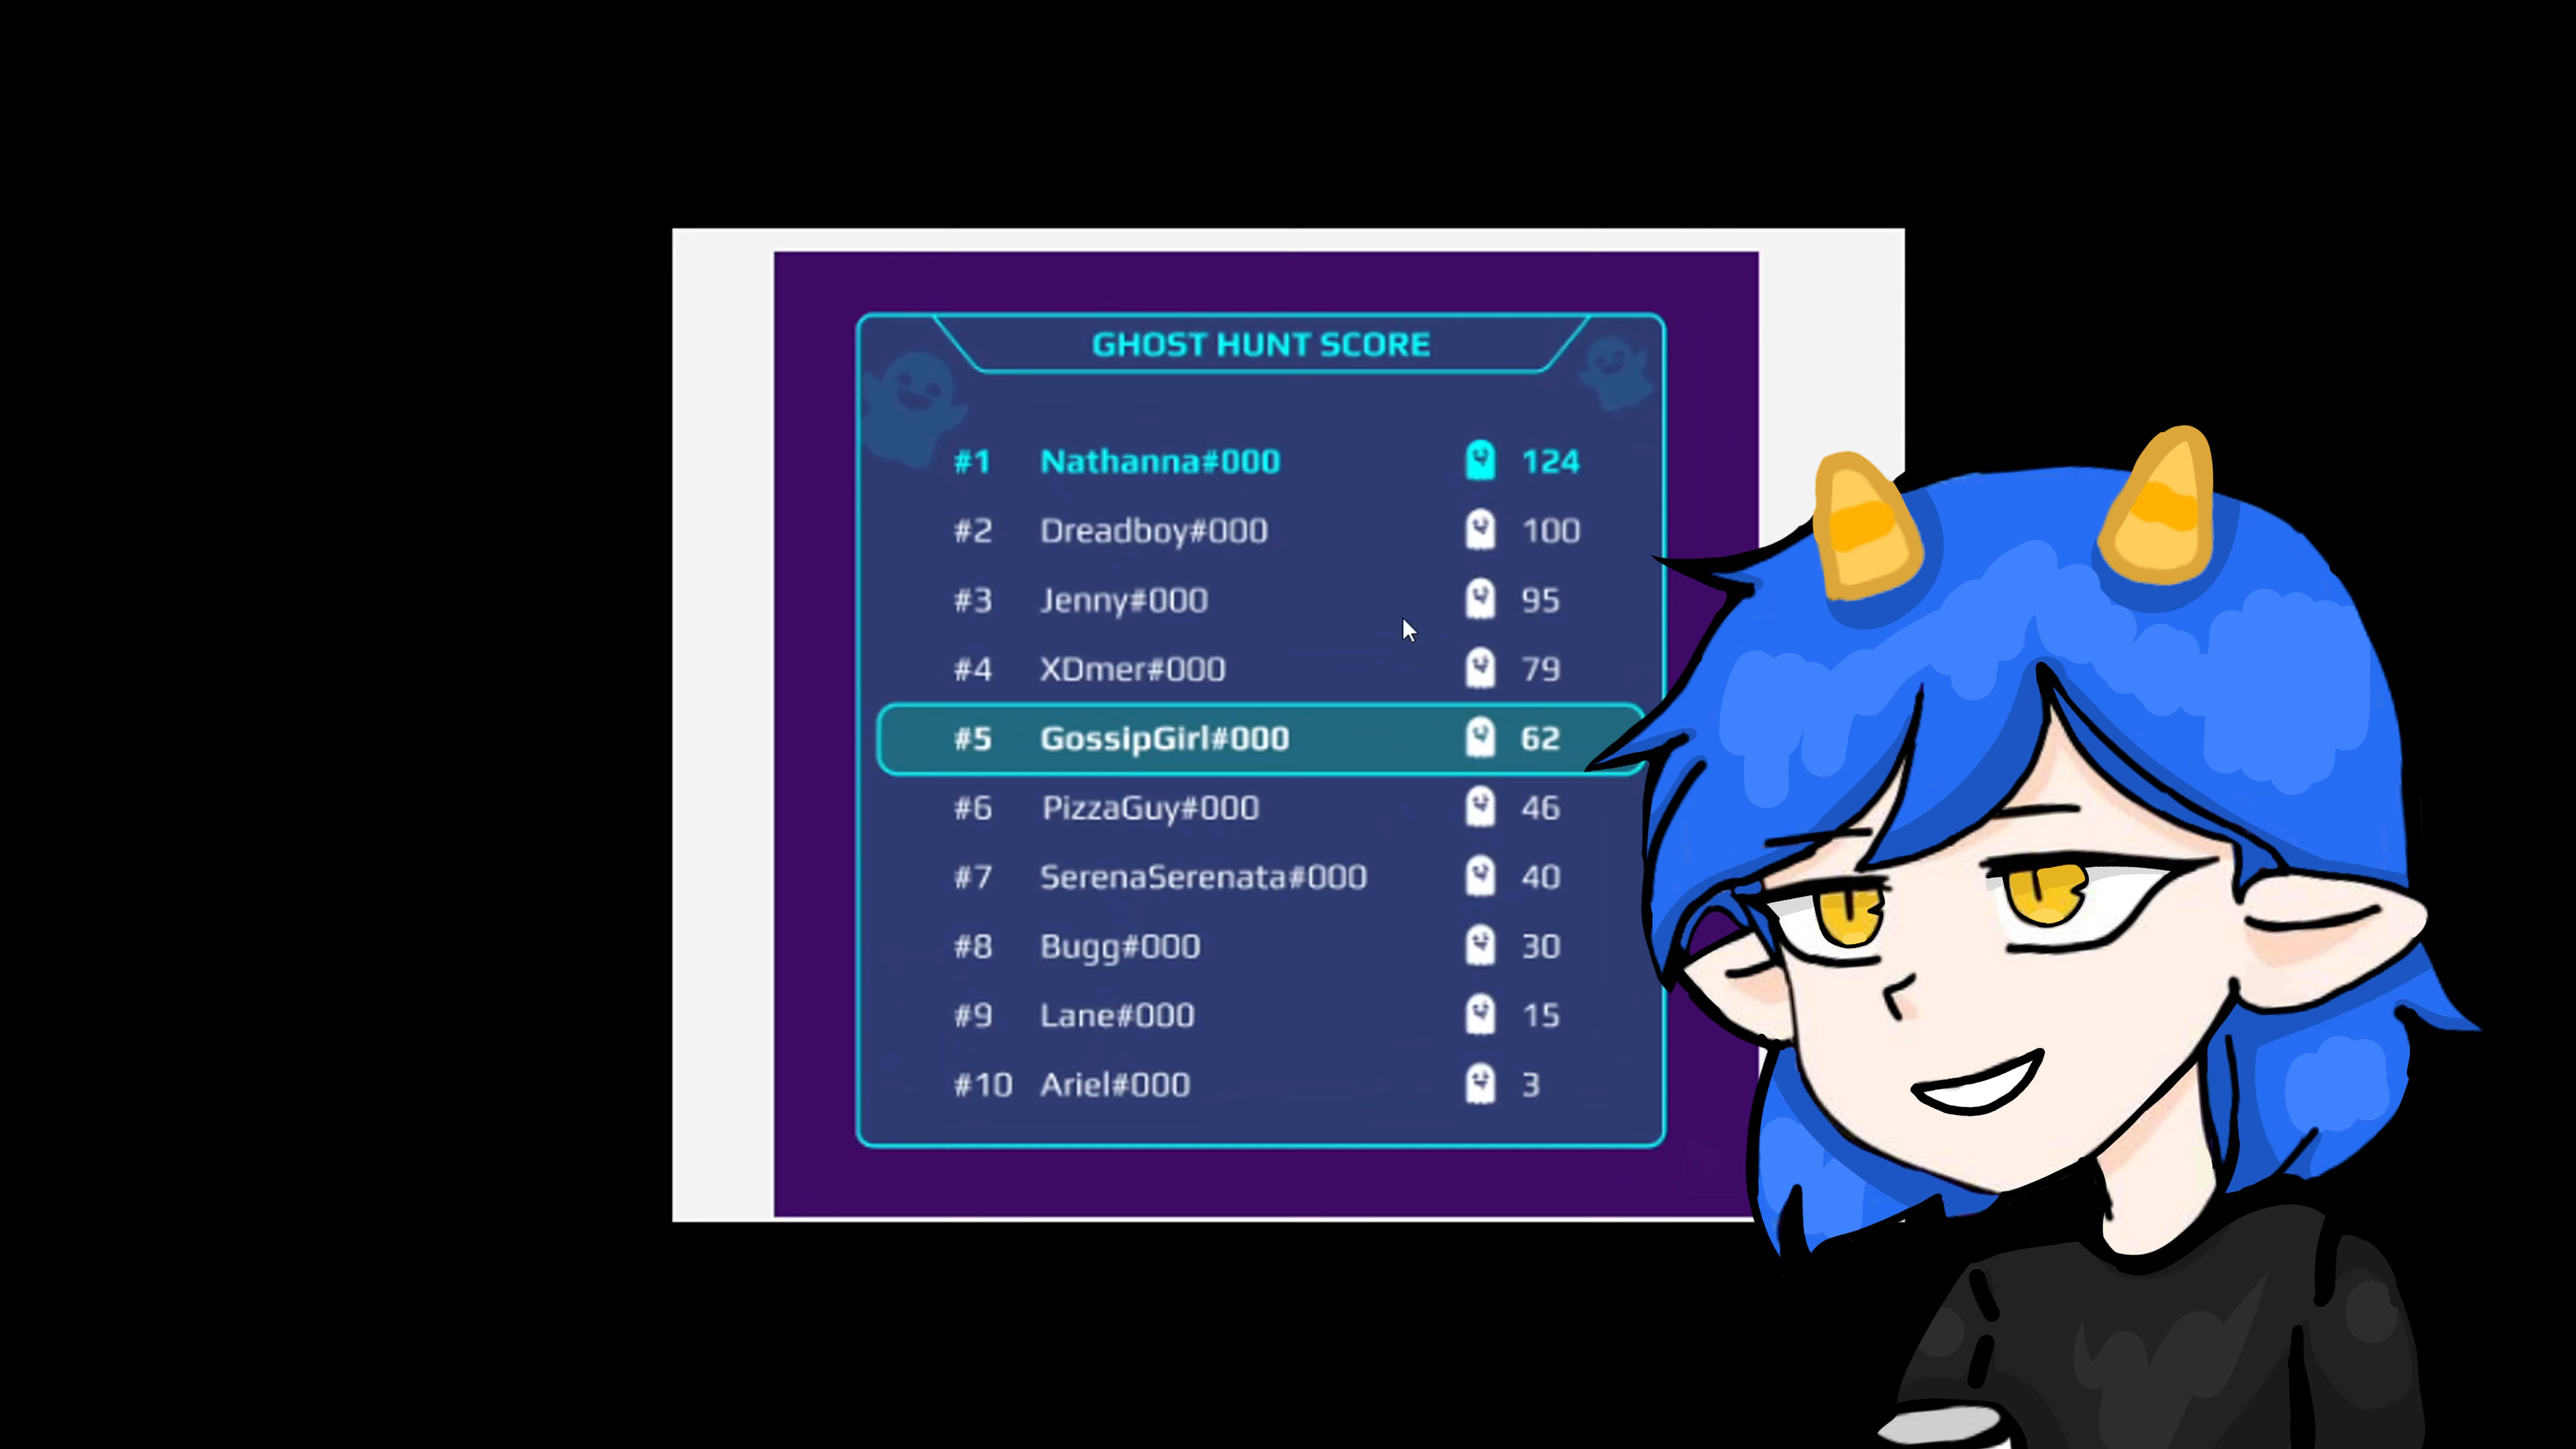 GHOST HUNT SCORE
#1 Nathanna#000 124
#2 Dreadboy#000 100
#3 Jenny#000 95
#4 XDmer#000 79
#5 GossipGirl#000 62
#6 PizzaGuy#000 46
#7 SerenaSerenata#000 40
#8 Bugg#000 30
#9 Lane#000 15
#10 Ariel#000 3